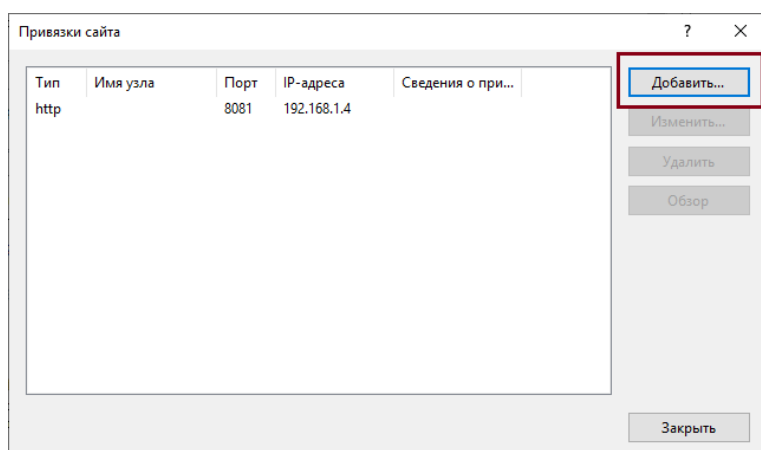 Привязки сайта ? ×
Тип Имя узла Порт IP-адреса Сведения о при...
http 8081 192.168.1.4
Добавить...
Изменить...
Удалить
Обзор
Закрыть